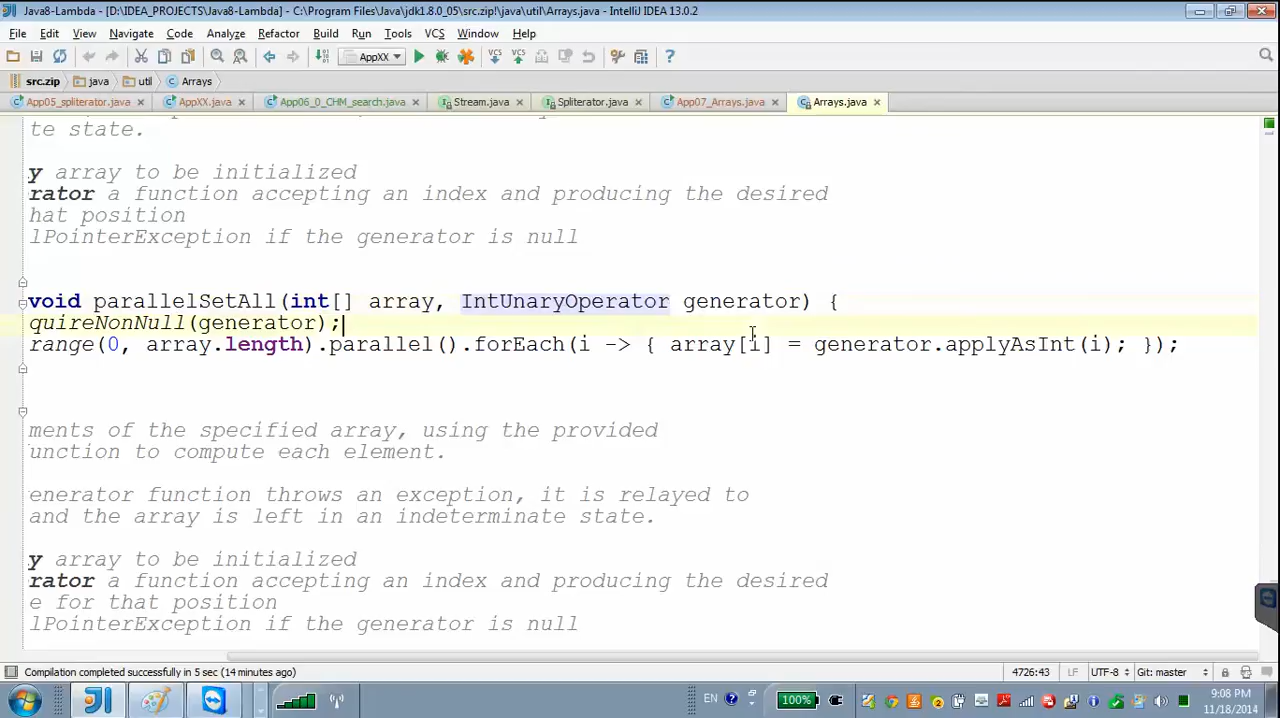 Java8-Lambda - [D:\IDEA_PROJECTS\Java8-Lambda] - C:\Program Files\Java\jdk1.8.0_05\src.zip!\java\util\Arrays.java - IntelliJ IDEA 13.0.2
File Edit View Navigate Code Analyze Refactor Build Run Tools VCS Window Help
AppXX
src.zip java util Arrays
App05_spliterator.java AppXX.java App06_0_CHM_search.java Stream.java Spliterator.java App07_Arrays.java Arrays.java
te state.
y array to be initialized
rator a function accepting an index and producing the desired
hat position
lPointerException if the generator is null
void parallelSetAll(int[] array, IntUnaryOperator generator) {
quireNonNull(generator);
range(0, array.length).parallel().forEach(i -> { array[i] = generator.applyAsInt(i); });
ments of the specified array, using the provided
unction to compute each element.
enerator function throws an exception, it is relayed to
and the array is left in an indeterminate state.
y array to be initialized
rator a function accepting an index and producing the desired
e for that position
lPointerException if the generator is null
Compilation completed successfully in 5 sec (14 minutes ago) 4726:43 LF UTF-8 Git: master
EN 100% 9:08 PM
11/18/2014